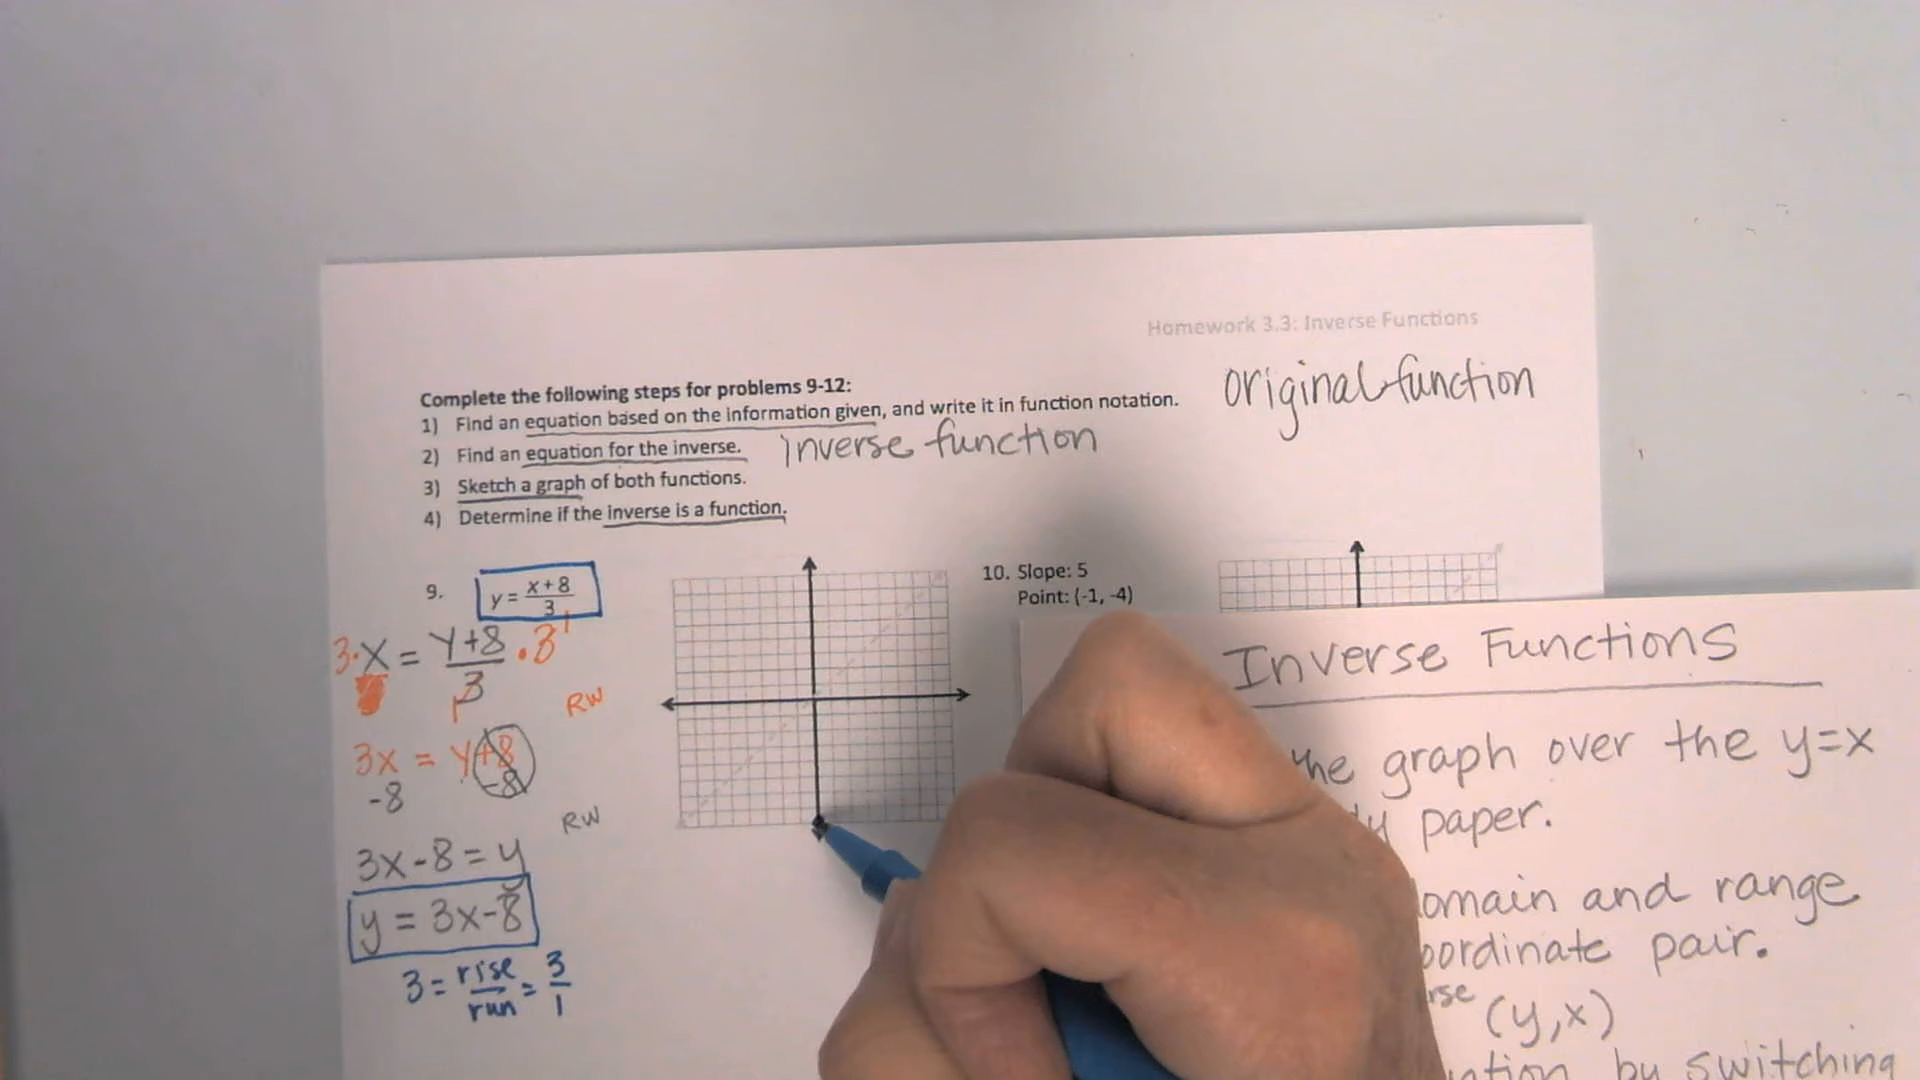 Homework 3.3: Inverse Functions
original function
Complete the following steps for problems 9-12:
1) Find an equation based on the information given, and write it in function notation.
2) Find an equation for the inverse. inverse function
3) Sketch a graph of both functions.
4) Determine if the inverse is a function.
9. y = x+8/3
3·x = y+8/3 · 3 1
1
RW
3x = y+8
-8 -8
RW
3x-8=y
y = 3x-8
3 = rise/run = 3/1
10. Slope: 5
Point: (-1, -4)
Inverse Functions
the graph over the y=x
paper.
omain and range
oordinate pair.
rse (y,x)
by switching